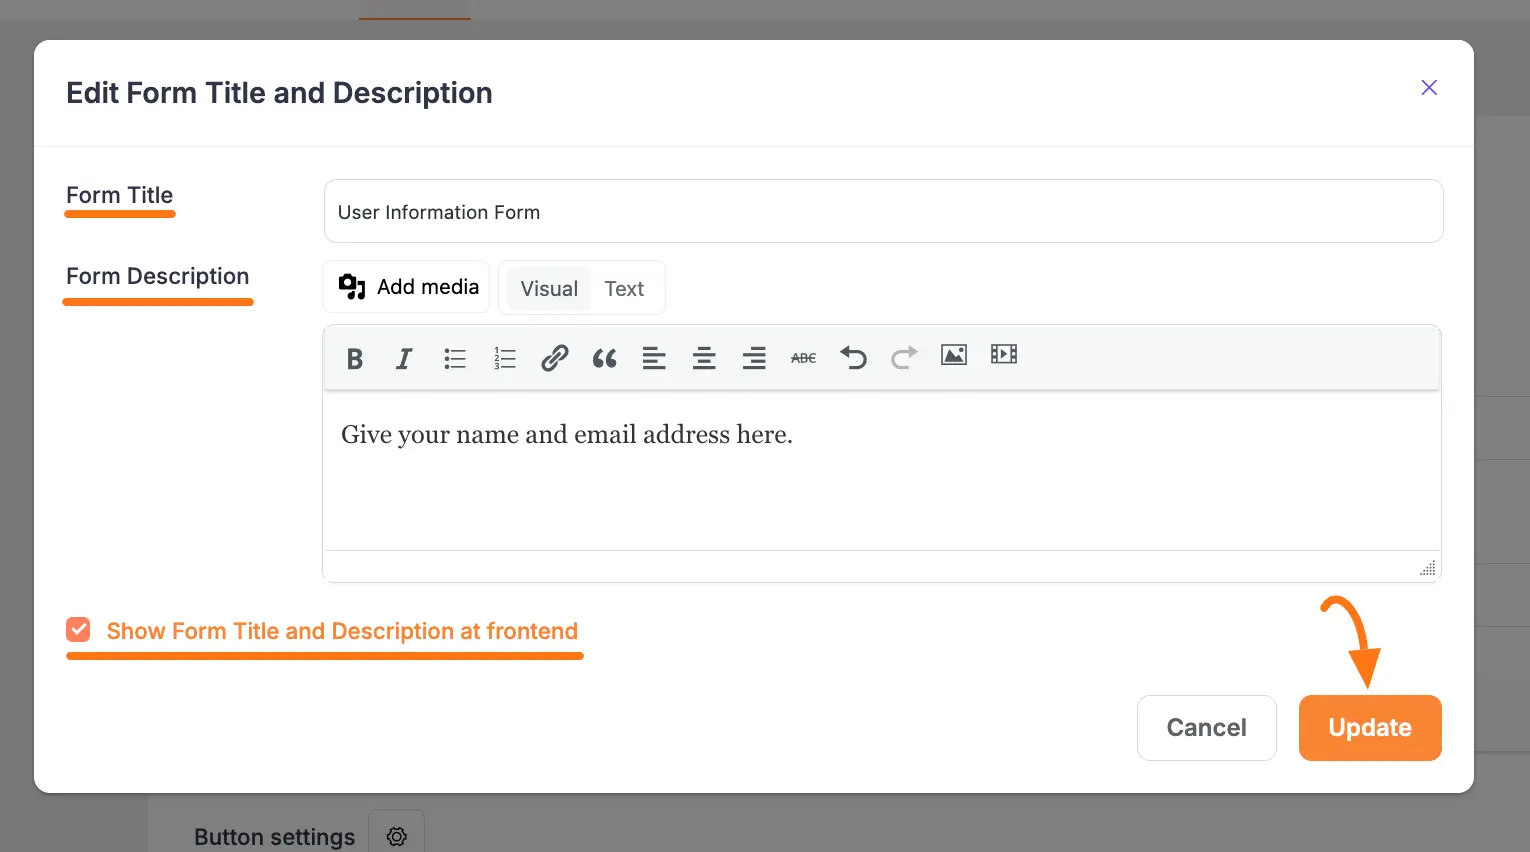 Edit Form Title and Description
Form Title
User Information Form
Form Description
Add media
Visual
Text
B
I
ABC
Give your name and email address here.
Show Form Title and Description at frontend
Cancel
Update
Button settings